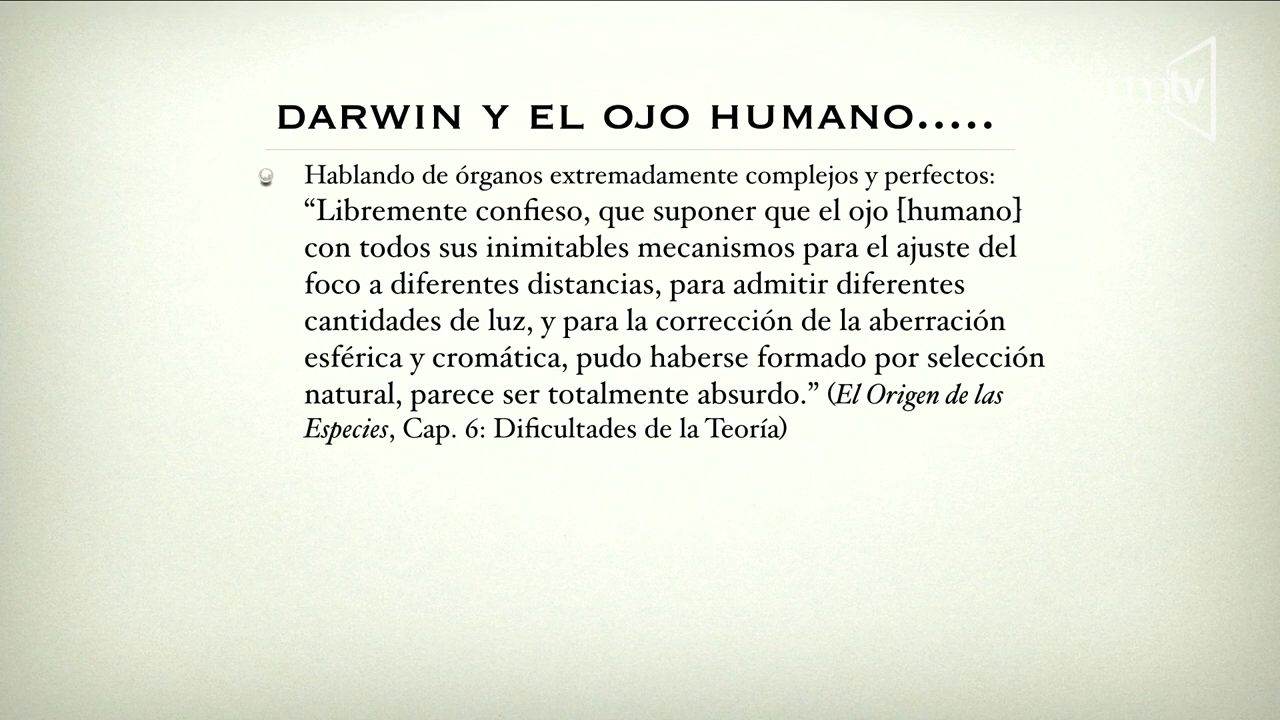 DARWIN Y EL OJO HUMANO.....
Hablando de órganos extremadamente complejos y perfectos:
“Libremente confieso, que suponer que el ojo [humano]
con todos sus inimitables mecanismos para el ajuste del
foco a diferentes distancias, para admitir diferentes
cantidades de luz, y para la corrección de la aberración
esférica y cromática, pudo haberse formado por selección
natural, parece ser totalmente absurdo.” (El Origen de las
Especies, Cap. 6: Dificultades de la Teoría)